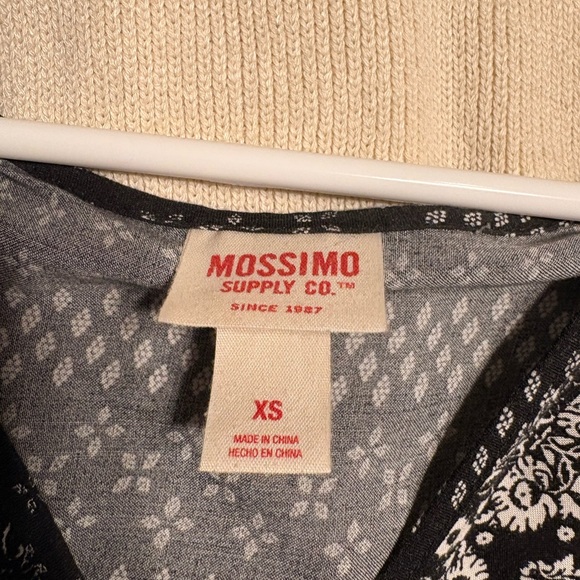 MOSSIMO
SUPPLY CO.™
SINCE 1987
XS
MADE IN CHINA
HECHO EN CHINA